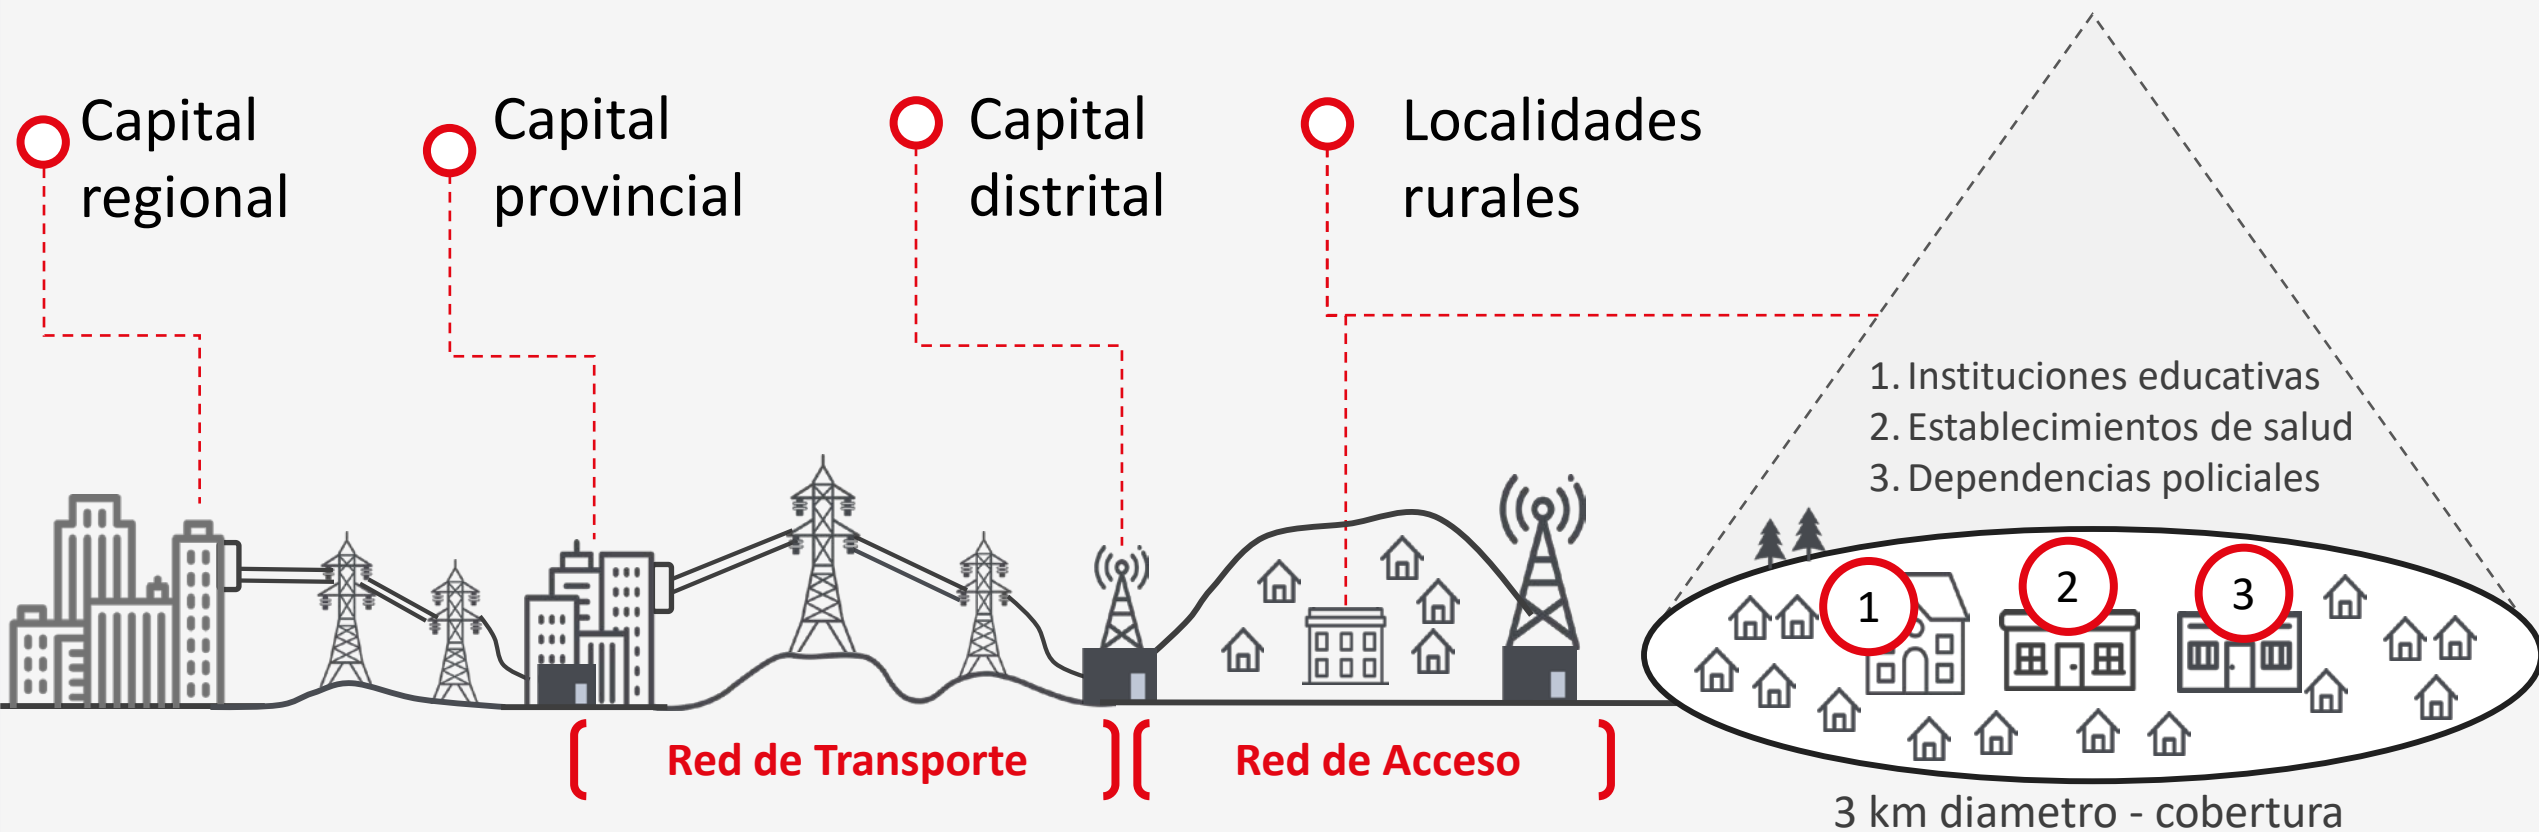 Capital
regional
Capital
provincial
Capital
distrital
Localidades
rurales
1. Instituciones educativas
2. Establecimientos de salud
3. Dependencias policiales
1
2
3
Red de Transporte
Red de Acceso
3 km diametro - cobertura